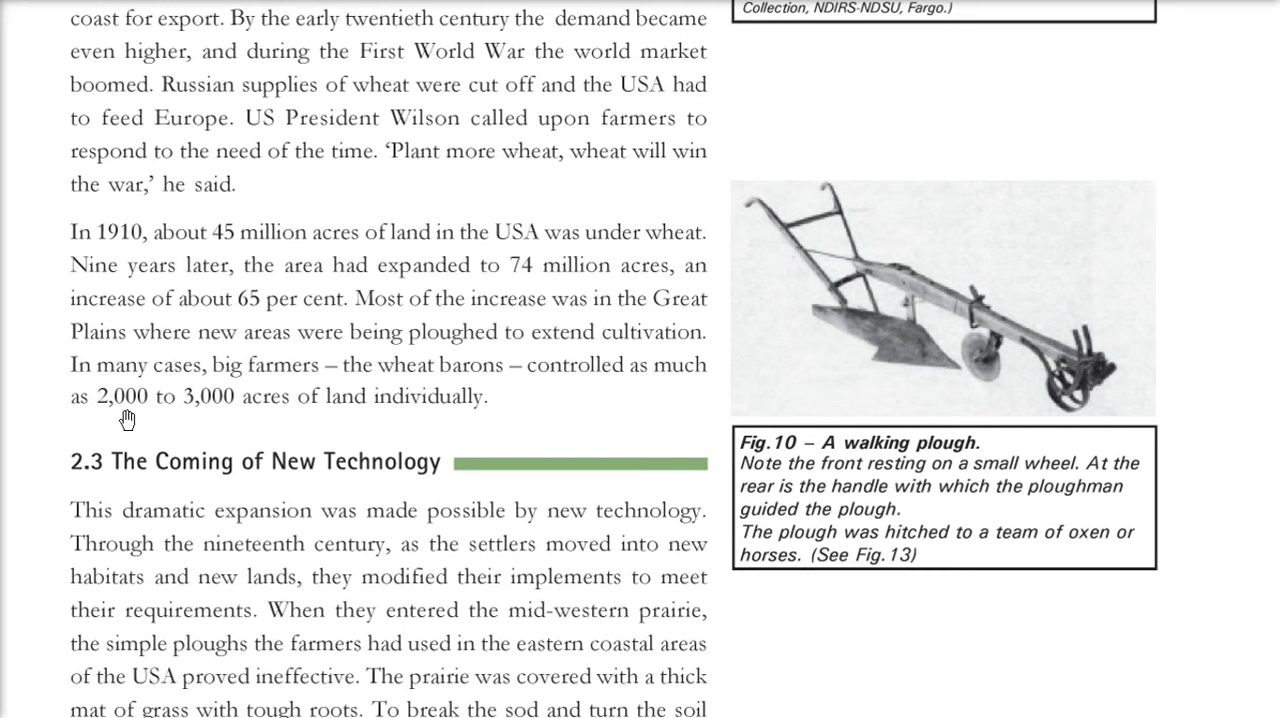 coast for export. By the early twentieth century the demand became
even higher, and during the First World War the world market
boomed. Russian supplies of wheat were cut off and the USA had
to feed Europe. US President Wilson called upon farmers to
respond to the need of the time. ‘Plant more wheat, wheat will win
the war,’ he said.
In 1910, about 45 million acres of land in the USA was under wheat.
Nine years later, the area had expanded to 74 million acres, an
increase of about 65 per cent. Most of the increase was in the Great
Plains where new areas were being ploughed to extend cultivation.
In many cases, big farmers – the wheat barons – controlled as much
as 2,000 to 3,000 acres of land individually.
2.3 The Coming of New Technology
This dramatic expansion was made possible by new technology.
Through the nineteenth century, as the settlers moved into new
habitats and new lands, they modified their implements to meet
their requirements. When they entered the mid-western prairie,
the simple ploughs the farmers had used in the eastern coastal areas
of the USA proved ineffective. The prairie was covered with a thick
mat of grass with tough roots. To break the sod and turn the soil
Collection, NDIRS-NDSU, Fargo.)
Fig.10 – A walking plough.
Note the front resting on a small wheel. At the
rear is the handle with which the ploughman
guided the plough.
The plough was hitched to a team of oxen or
horses. (See Fig.13)